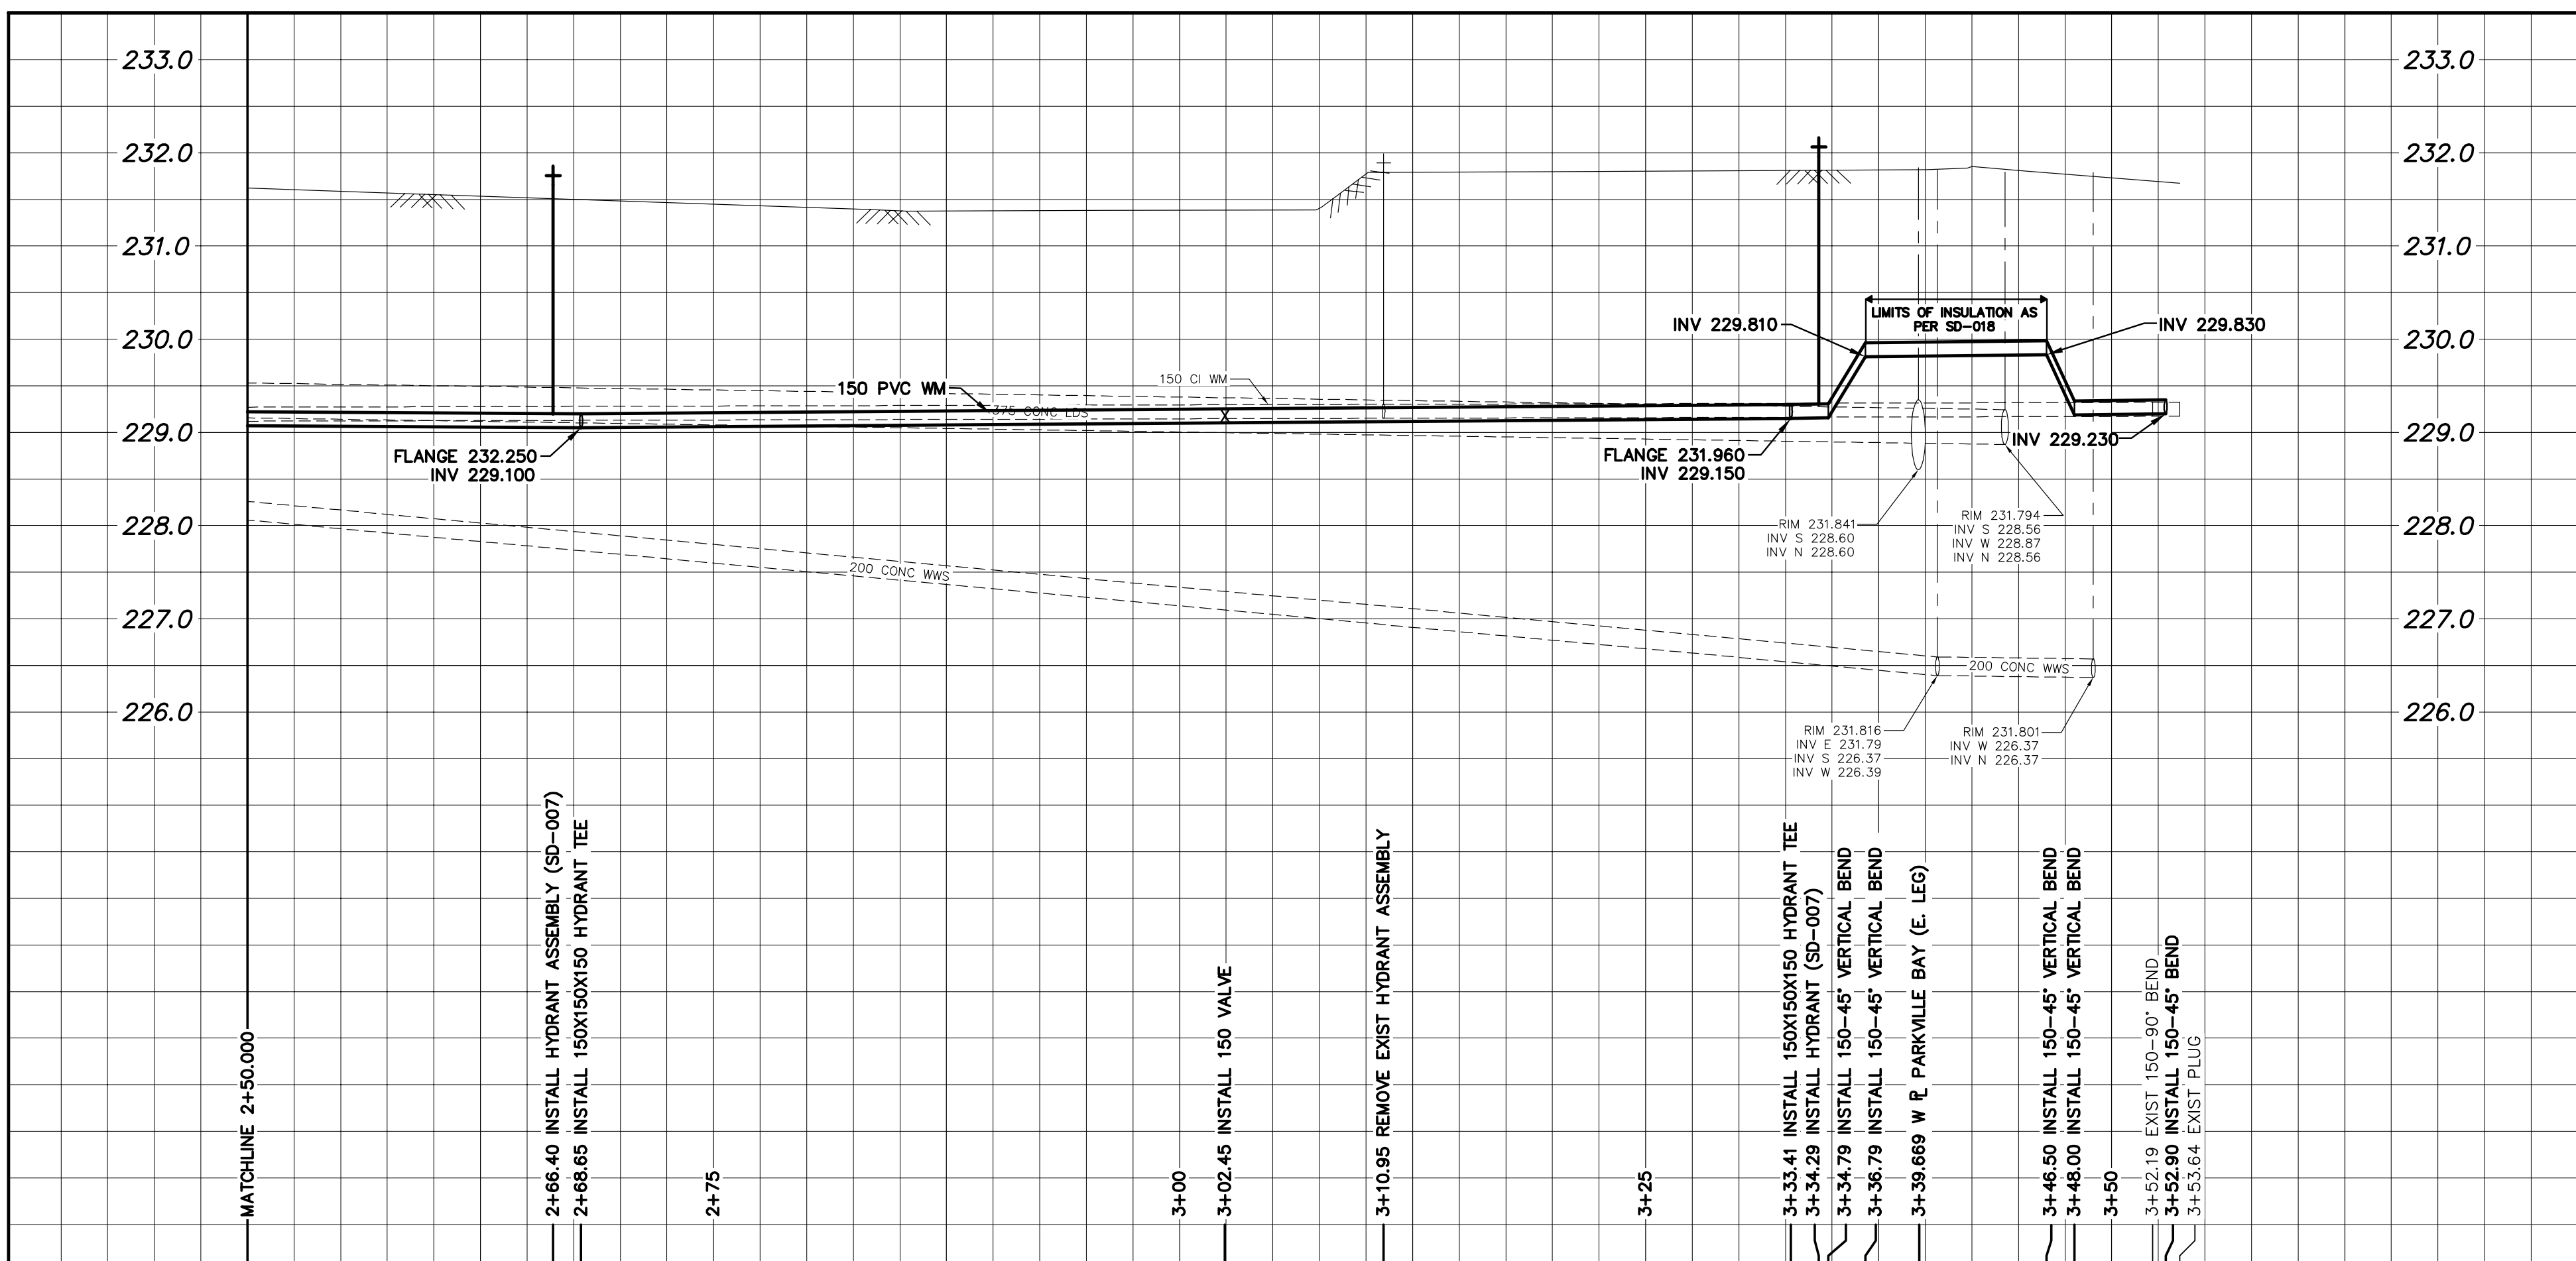 233.0
233.0
232.0
232.0
231.0
231.0
230.0
230.0
229.0
229.0
228.0
228.0
227.0
227.0
226.0
226.0
LIMITS OF INSULATION AS
PER SD-018
INV 229.810
INV 229.830
150 PVC WM
150 CI WM
375 CONC LDS
FLANGE 232.250
INV 229.100
FLANGE 231.960
INV 229.150
INV 229.230
RIM 231.841
INV S 228.60
INV N 228.60
RIM 231.794
INV S 228.56
INV W 228.87
INV N 228.56
200 CONC WWS
200 CONC WWS
RIM 231.816
INV E 231.79
INV S 226.37
INV W 226.39
RIM 231.801
INV W 226.37
INV N 226.37
MATCHLINE 2+50.000
2+66.40 INSTALL HYDRANT ASSEMBLY (SD-007)
2+68.65 INSTALL 150X150X150 HYDRANT TEE
2+75
3+00
3+02.45 INSTALL 150 VALVE
3+10.95 REMOVE EXIST HYDRANT ASSEMBLY
3+25
3+33.41 INSTALL 150X150X150 HYDRANT TEE
3+34.29 INSTALL HYDRANT (SD-007)
3+34.79 INSTALL 150-45° VERTICAL BEND
3+36.79 INSTALL 150-45° VERTICAL BEND
3+39.669 W PL PARKVILLE BAY (E. LEG)
3+46.50 INSTALL 150-45° VERTICAL BEND
3+48.00 INSTALL 150-45° VERTICAL BEND
3+50
3+52.19 EXIST 150-90° BEND
3+52.90 INSTALL 150-45° BEND
3+53.64 EXIST PLUG